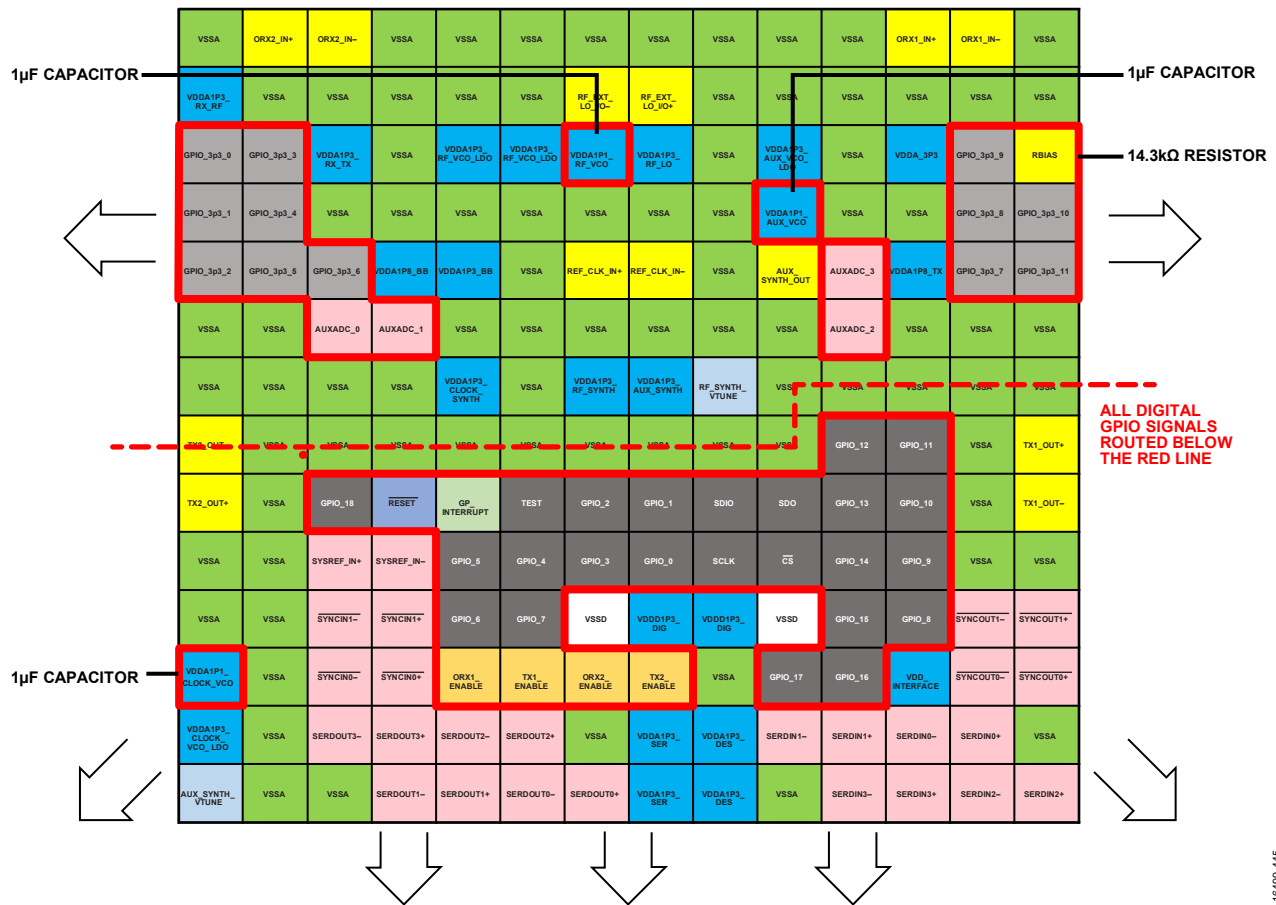 VSSA ORX2_IN+ ORX2_IN− VSSA VSSA VSSA VSSA VSSA VSSA VSSA VSSA ORX1_IN+ ORX1_IN− VSSA
1µF CAPACITOR
1µF CAPACITOR
VDDA1P3_ RX_RF VSSA VSSA VSSA VSSA VSSA RF_EXT_ LO_I/O− RF_EXT_ LO_I/O+ VSSA VSSA VSSA VSSA VSSA VSSA
GPIO_3p3_0 GPIO_3p3_3 VDDA1P3_ RX_TX VSSA VDDA1P3_ RF_VCO_LDO VDDA1P3_ RF_VCO_LDO VDDA1P1_ RF_VCO VDDA1P3_ RF_LO VSSA VDDA1P3_ AUX_VCO_ LDO VSSA VDDA_3P3 GPIO_3p3_9 RBIAS
14.3kΩ RESISTOR
GPIO_3p3_1 GPIO_3p3_4 VSSA VSSA VSSA VSSA VSSA VSSA VSSA VDDA1P1_ AUX_VCO VSSA VSSA GPIO_3p3_8 GPIO_3p3_10
GPIO_3p3_2 GPIO_3p3_5 GPIO_3p3_6 VDDA1P8_BB VDDA1P3_BB VSSA REF_CLK_IN+ REF_CLK_IN− VSSA AUX_ SYNTH_OUT AUXADC_3 VDDA1P8_TX GPIO_3p3_7 GPIO_3p3_11
VSSA VSSA AUXADC_0 AUXADC_1 VSSA VSSA VSSA VSSA VSSA VSSA AUXADC_2 VSSA VSSA VSSA
VSSA VSSA VSSA VSSA VDDA1P3_ CLOCK_ SYNTH VSSA VDDA1P3_ RF_SYNTH VDDA1P3_ AUX_SYNTH RF_SYNTH_ VTUNE VSSA VSSA VSSA VSSA VSSA
ALL DIGITAL
GPIO SIGNALS
ROUTED BELOW
THE RED LINE
VSSA VSSA VSSA VSSA VSSA VSSA VSSA VSSA VSSA GPIO_12 GPIO_11 VSSA TX1_OUT+
TX2_OUT+ VSSA GPIO_18 RESET GP_ INTERRUPT TEST GPIO_2 GPIO_1 SDIO SDO GPIO_13 GPIO_10 VSSA TX1_OUT−
VSSA VSSA SYSREF_IN+ SYSREF_IN− GPIO_5 GPIO_4 GPIO_3 GPIO_0 SCLK CS GPIO_14 GPIO_9 VSSA VSSA
VSSA VSSA SYNCIN1− SYNCIN1+ GPIO_6 GPIO_7 VSSD VDDD1P3_ DIG VDDD1P3_ DIG VSSD GPIO_15 GPIO_8 SYNCOUT1− SYNCOUT1+
1µF CAPACITOR
VDDA1P1_ CLOCK_VCO VSSA SYNCIN0− SYNCIN0+ ORX1_ ENABLE TX1_ ENABLE ORX2_ ENABLE TX2_ ENABLE VSSA GPIO_17 GPIO_16 VDD_ INTERFACE SYNCOUT0− SYNCOUT0+
VDDA1P3_ CLOCK_ VCO_LDO VSSA SERDOUT3− SERDOUT3+ SERDOUT2− SERDOUT2+ VSSA VDDA1P3_ SER VDDA1P3_ DES SERDIN1− SERDIN1+ SERDIN0− SERDIN0+ VSSA
AUX_SYNTH_ VTUNE VSSA VSSA SERDOUT1− SERDOUT1+ SERDOUT0− SERDOUT0+ VDDA1P3_ SER VDDA1P3_ DES VSSA SERDIN3− SERDIN3+ SERDIN2− SERDIN2+